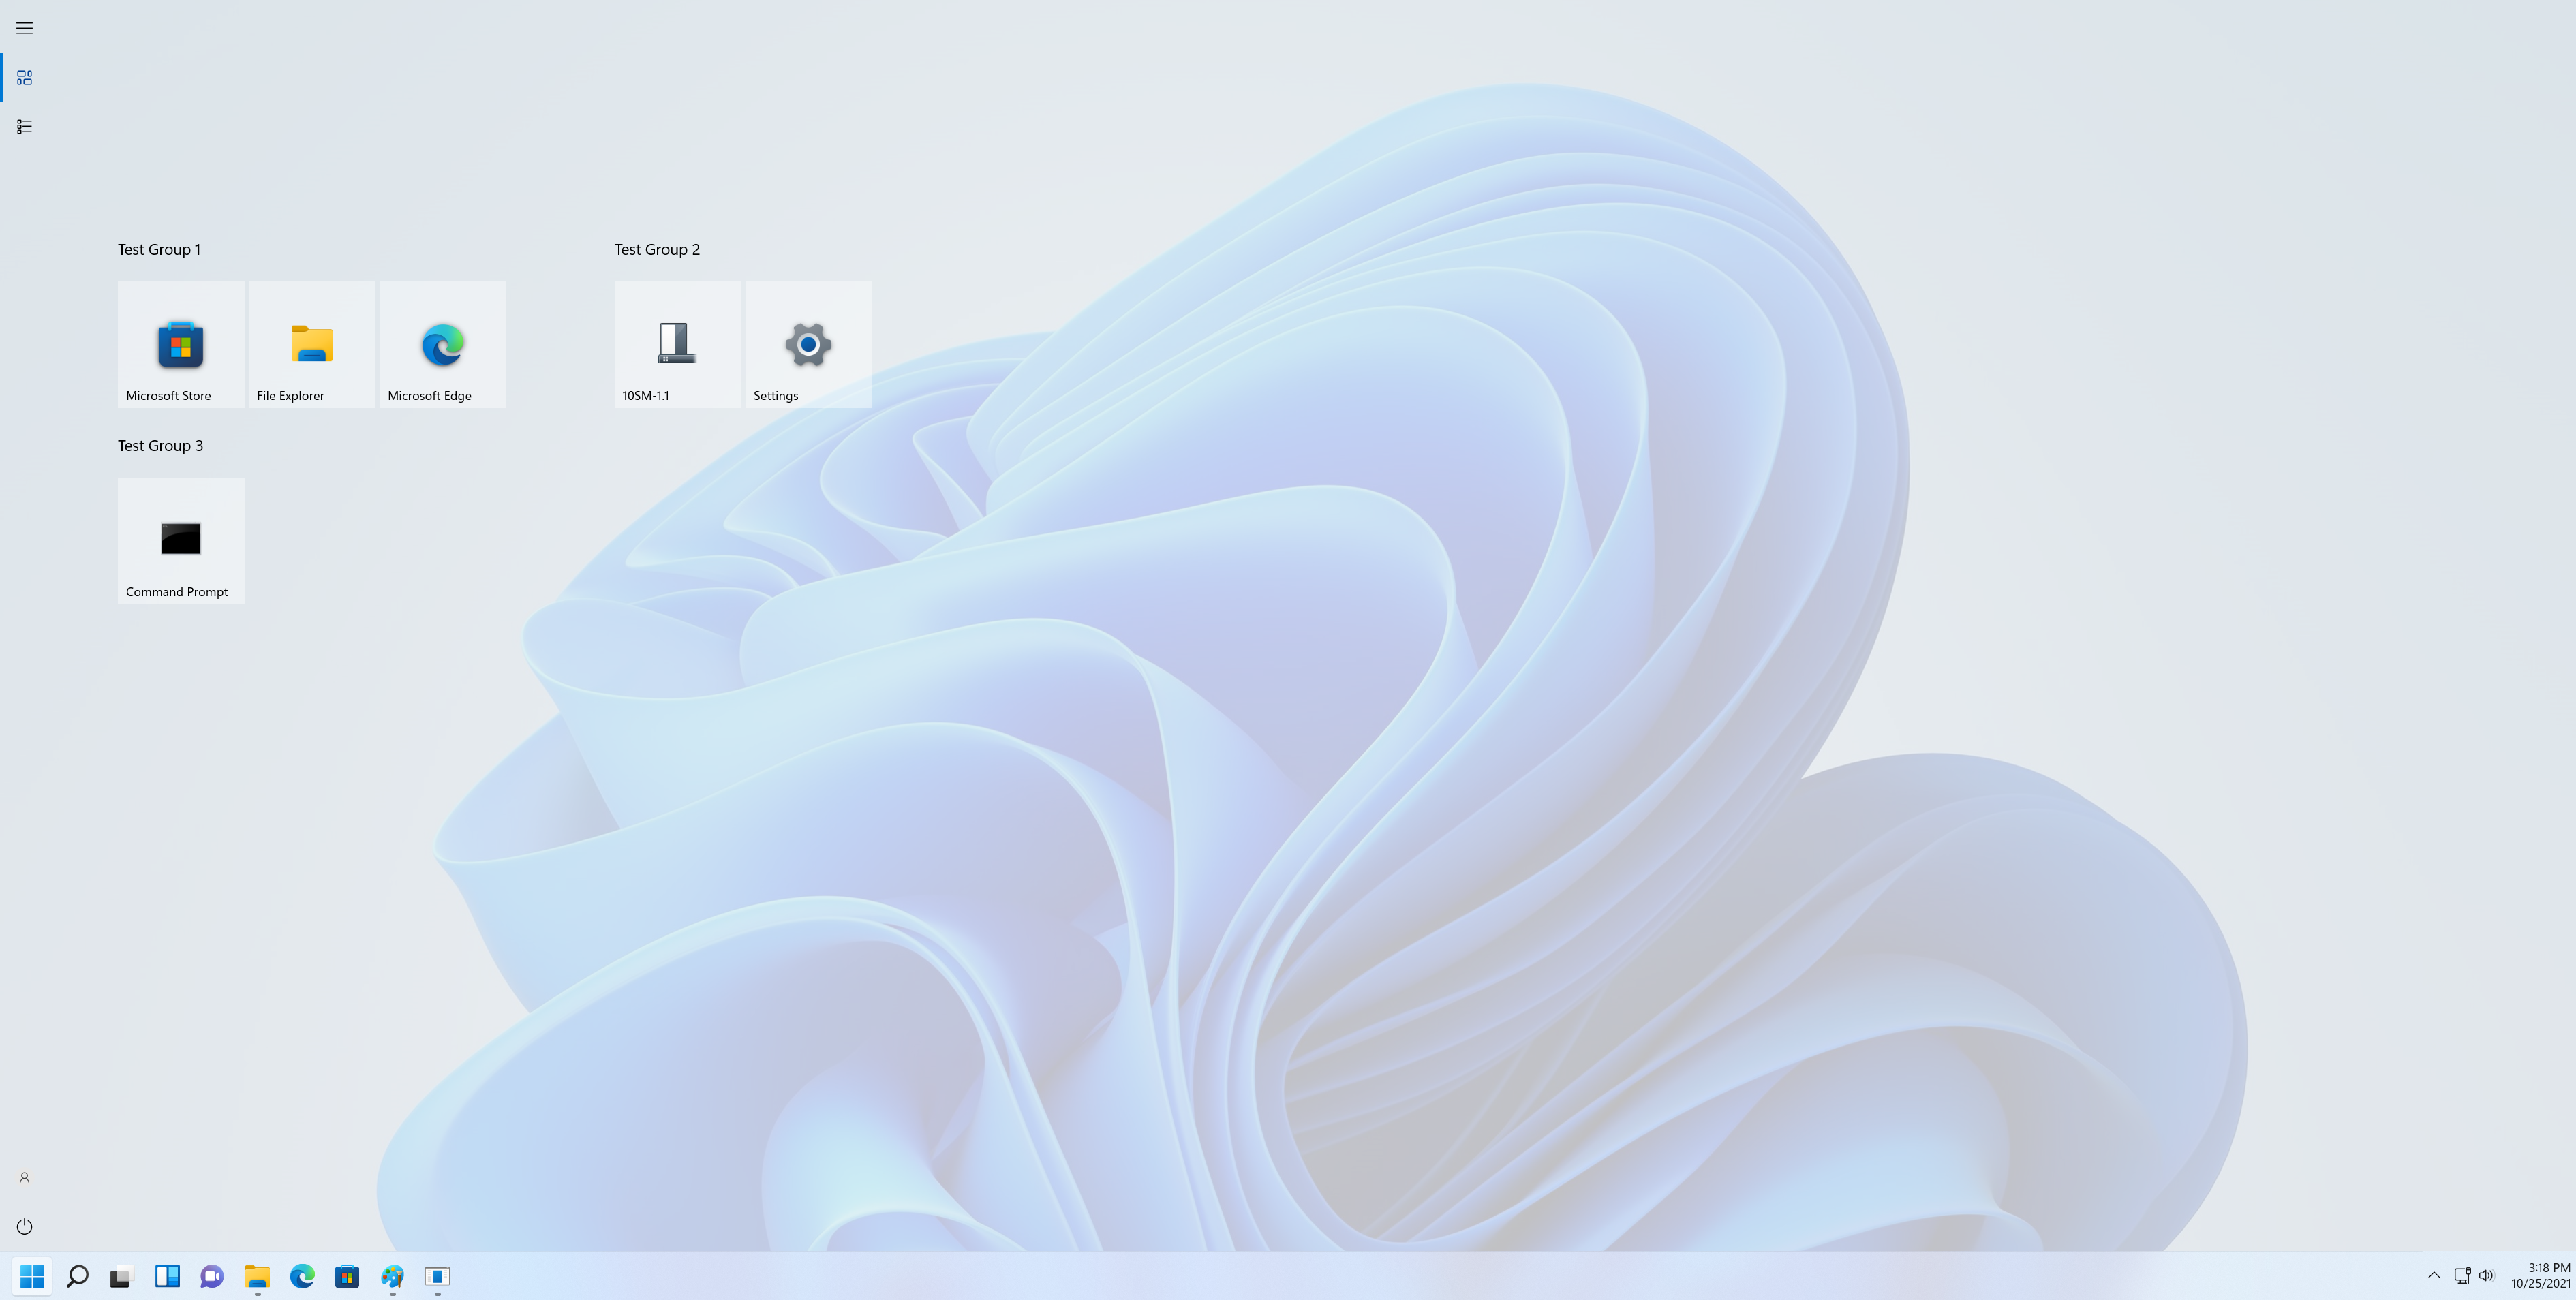 Test Group 1
Test Group 2
Microsoft Store
File Explorer
Microsoft Edge
10SM-1.1
Settings
Test Group 3
Command Prompt
3:18 PM
10/25/2021